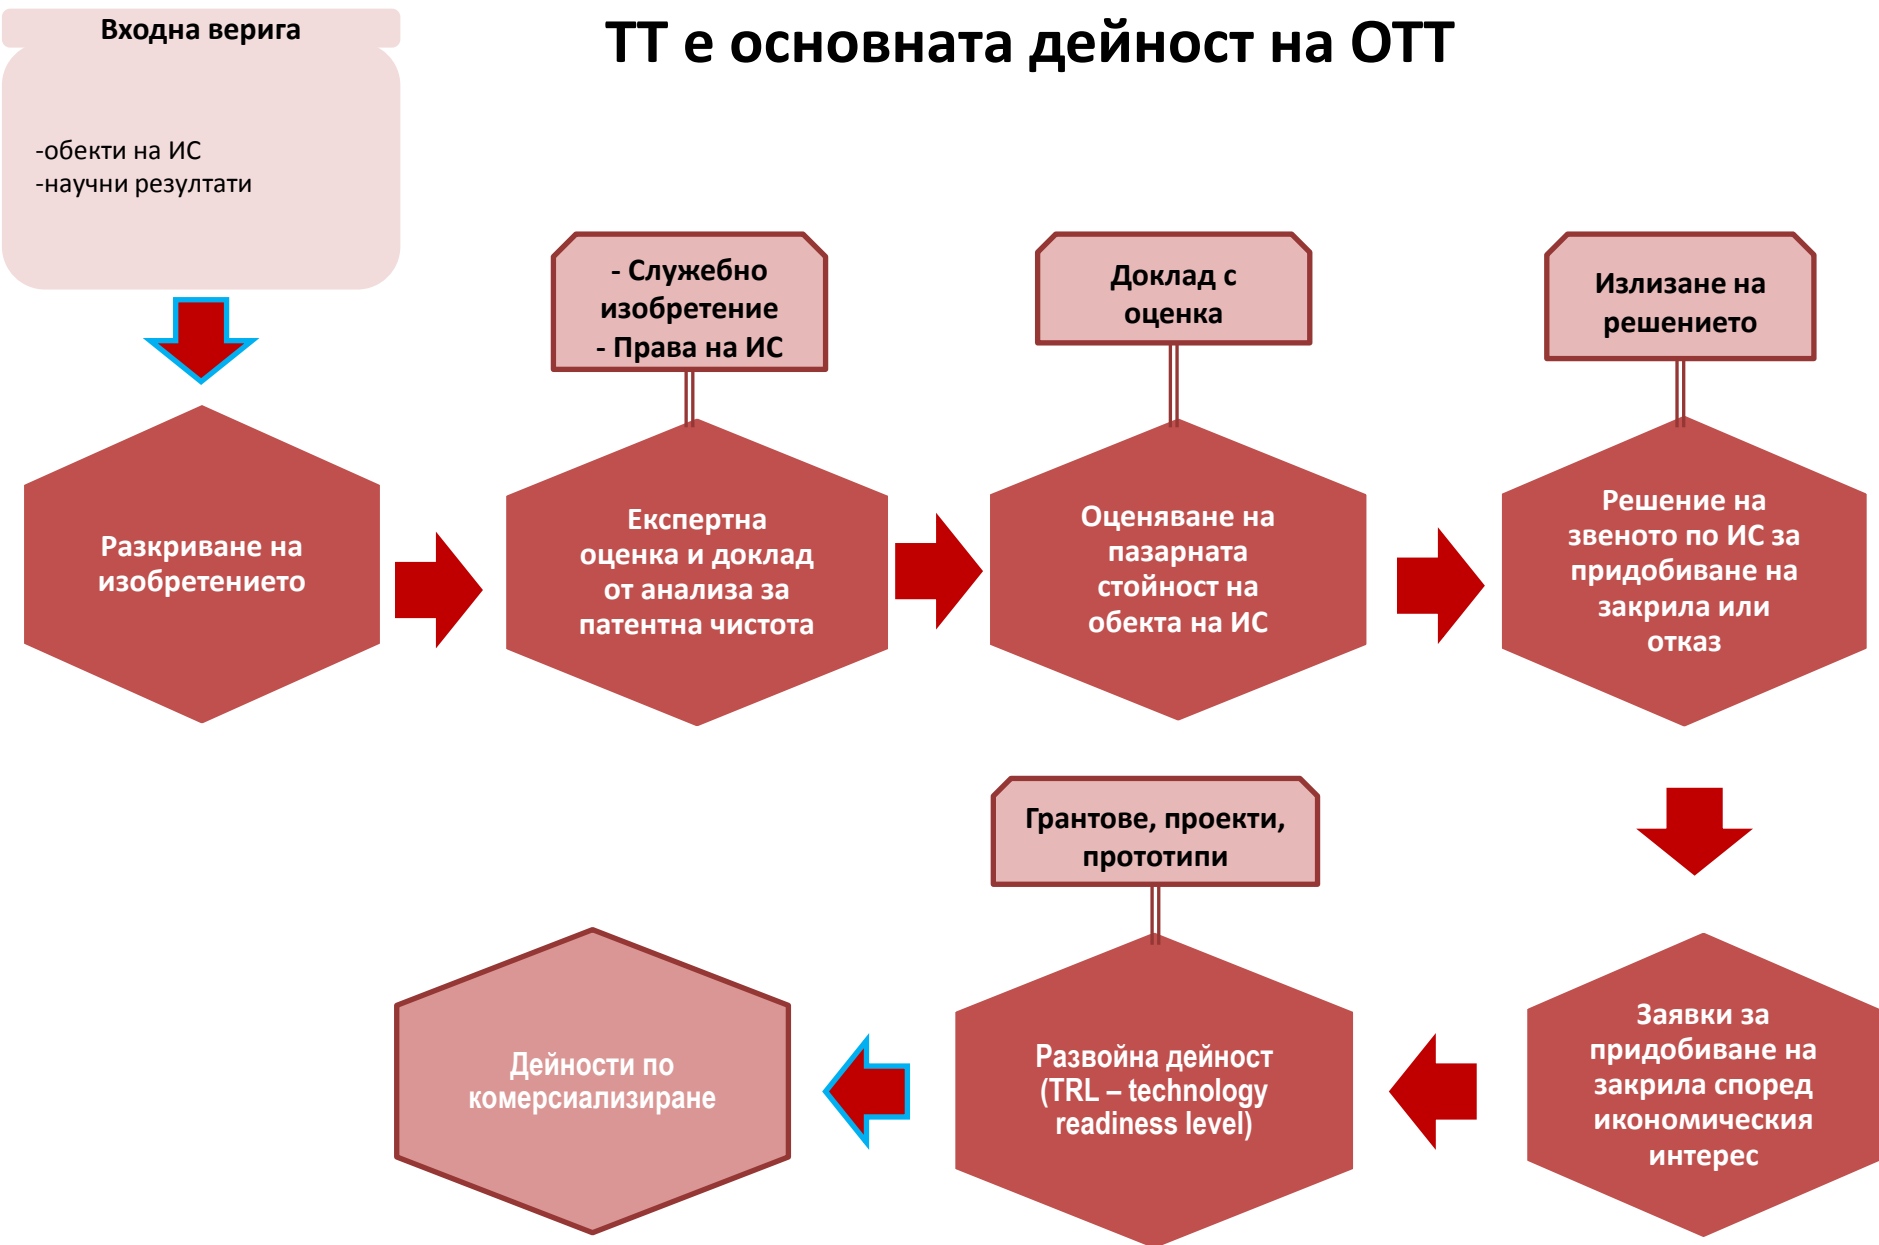 Входна верига
ТТ е основната дейност на ОТТ
-обекти на ИС
-научни резултати
- Служебно
изобретение
- Права на ИС
Доклад с
оценка
Излизане на
решението
Разкриване на
изобретението
Експертна
оценка и доклад
от анализа за
патентна чистота
Оценяване на
пазарната
стойност на
обекта на ИС
Решение на
звеното по ИС за
придобиване на
закрила или
отказ
Грантове, проекти,
прототипи
Дейности по
комерсиализиране
Развойна дейност
(TRL – technology
readiness level)
Заявки за
придобиване на
закрила според
икономическия
интерес